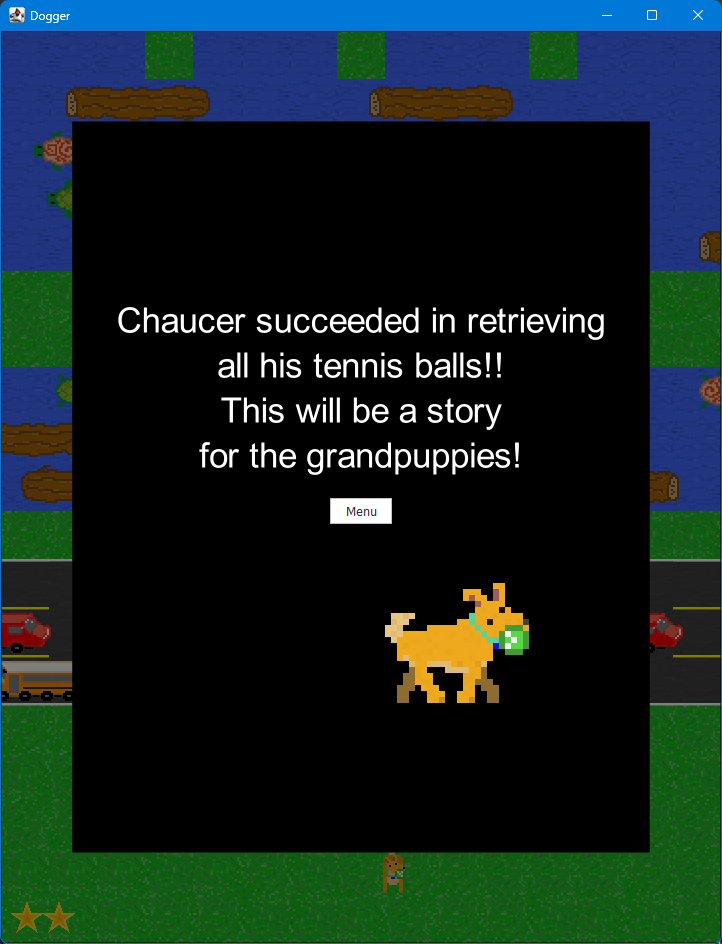 Dogger
Chaucer succeeded in retrieving
all his tennis balls!!
This will be a story
for the grandpuppies!
Menu